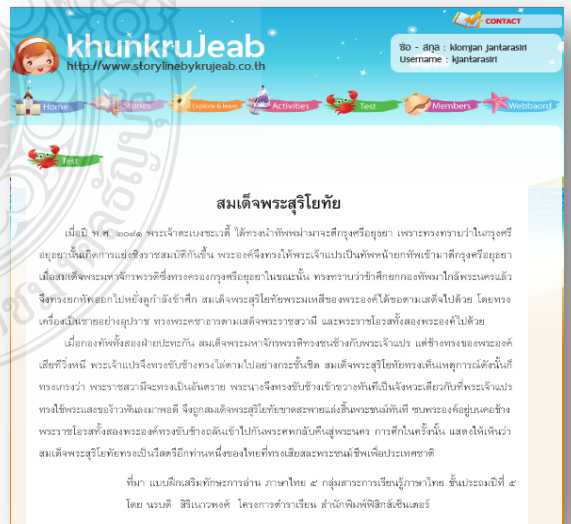 CONTACT
khunkruJeab
http://www.storylinebykrujeab.co.th
ชื่อ - สกุล : klomjan jantarasiri
Username : kjantarasiri
Home
Stories
Explore & learn
Activities
Test
Members
Webbaord
Test
สมเด็จพระสุริโยทัย
เมื่อปี พ.ศ. ๒๐๙๑ พระเจ้าตะเบงชะเวตี้ ได้ทรงนำทัพพม่ามาจะตีกรุงศรีอยุธยา เพราะทรงทราบว่าในกรุงศรี
อยุธยานั้นเกิดการแย่งชิงราชสมบัติกันขึ้น พระองค์จึงทรงให้พระเจ้าแปรเป็นทัพหน้ายกทัพเข้ามาตีกรุงศรีอยุธยา
เมื่อสมเด็จพระมหาจักรพรรดิซึ่งทรงครองกรุงศรีอยุธยาในขณะนั้น ทรงทราบว่าข้าศึกยกกองทัพมาใกล้พระนครแล้ว
จึงทรงยกทัพออกไปหยั่งดูกำลังข้าศึก สมเด็จพระสุริโยทัยพระมเหสีของพระองค์ได้ขอตามเสด็จไปด้วย โดยทรง
เครื่องเป็นชายอย่างอุปราช ทรงพระคชาธารตามเสด็จพระราชสวามี และพระราชโอรสทั้งสองพระองค์ไปด้วย
เมื่อกองทัพทั้งสองฝ่ายปะทะกัน สมเด็จพระมหาจักรพรรดิทรงชนช้างกับพระเจ้าแปร แต่ช้างทรงของพระองค์
เสียทีวิ่งหนี พระเจ้าแปรจึงทรงขับช้างทรงไล่ตามไปอย่างกระชั้นชิด สมเด็จพระสุริโยทัยทรงเห็นเหตุการณ์ดังนั้นก็
ทรงเกรงว่า พระราชสวามีจะทรงเป็นอันตราย พระนางจึงทรงขับช้างเข้าขวางทันทีเป็นจังหวะเดียวกับที่พระเจ้าแปร
ทรงใช้พระแสงของ้าวฟันลงมาพอดี จึงถูกสมเด็จพระสุริโยทัยขาดสะพายแล่งสิ้นพระชนม์ทันที ซบพระองค์อยู่บนคอช้าง
พระราชโอรสทั้งสองพระองค์ทรงขับช้างถลันเข้าไปกันพระศพกลับคืนสู่พระนคร การศึกในครั้งนั้น แสดงให้เห็นว่า
สมเด็จพระสุริโยทัยทรงเป็นวีสตรีอีกท่านหนึ่งของไทยที่ทรงเสียสละพระชนม์ชีพเพื่อประเทศชาติ
ที่มา แบบฝึกเสริมทักษะการอ่าน ภาษาไทย ๕ กลุ่มสาระการเรียนรู้ภาษาไทย ชั้นประถมปีที่ ๕
โดย นรบดี สิริเนาวพงศ์ โครงการตำราเรียน สำนักพิมพ์ฟิสิกส์เซ็นเตอร์